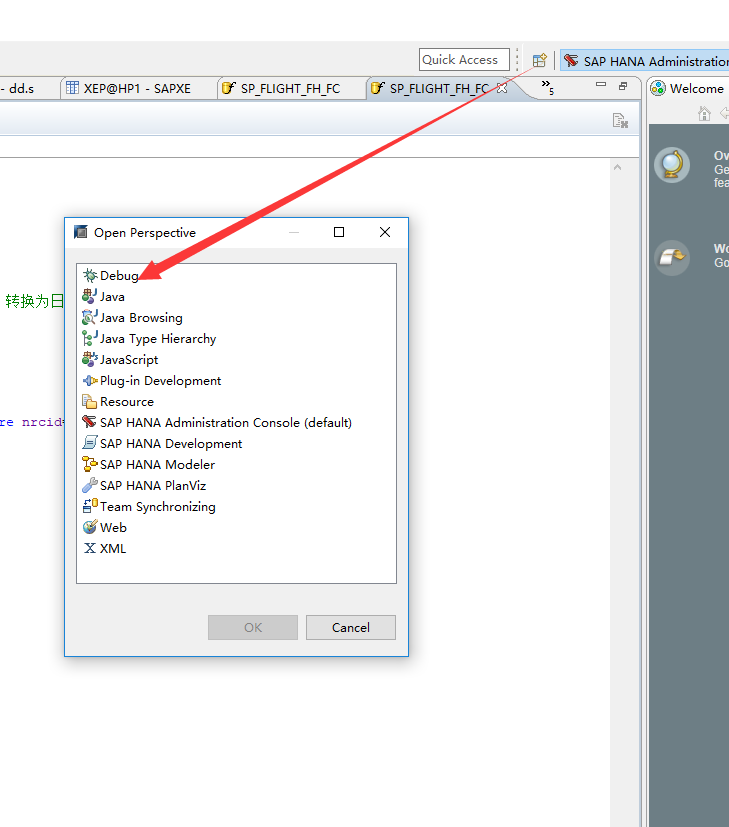 Quick Access
SAP HANA Administration
- dd.s
XEP@HP1 - SAPXE
SP_FLIGHT_FH_FC
SP_FLIGHT_FH_FC
5
Welcome
Open Perspective
Debug
Java
Java Browsing
Java Type Hierarchy
JavaScript
Plug-in Development
Resource
SAP HANA Administration Console (default)
SAP HANA Development
SAP HANA Modeler
SAP HANA PlanViz
Team Synchronizing
Web
X XML
OK
Cancel
转换为日
re nrcid=
Ov
Ge
fea
Wo
Go